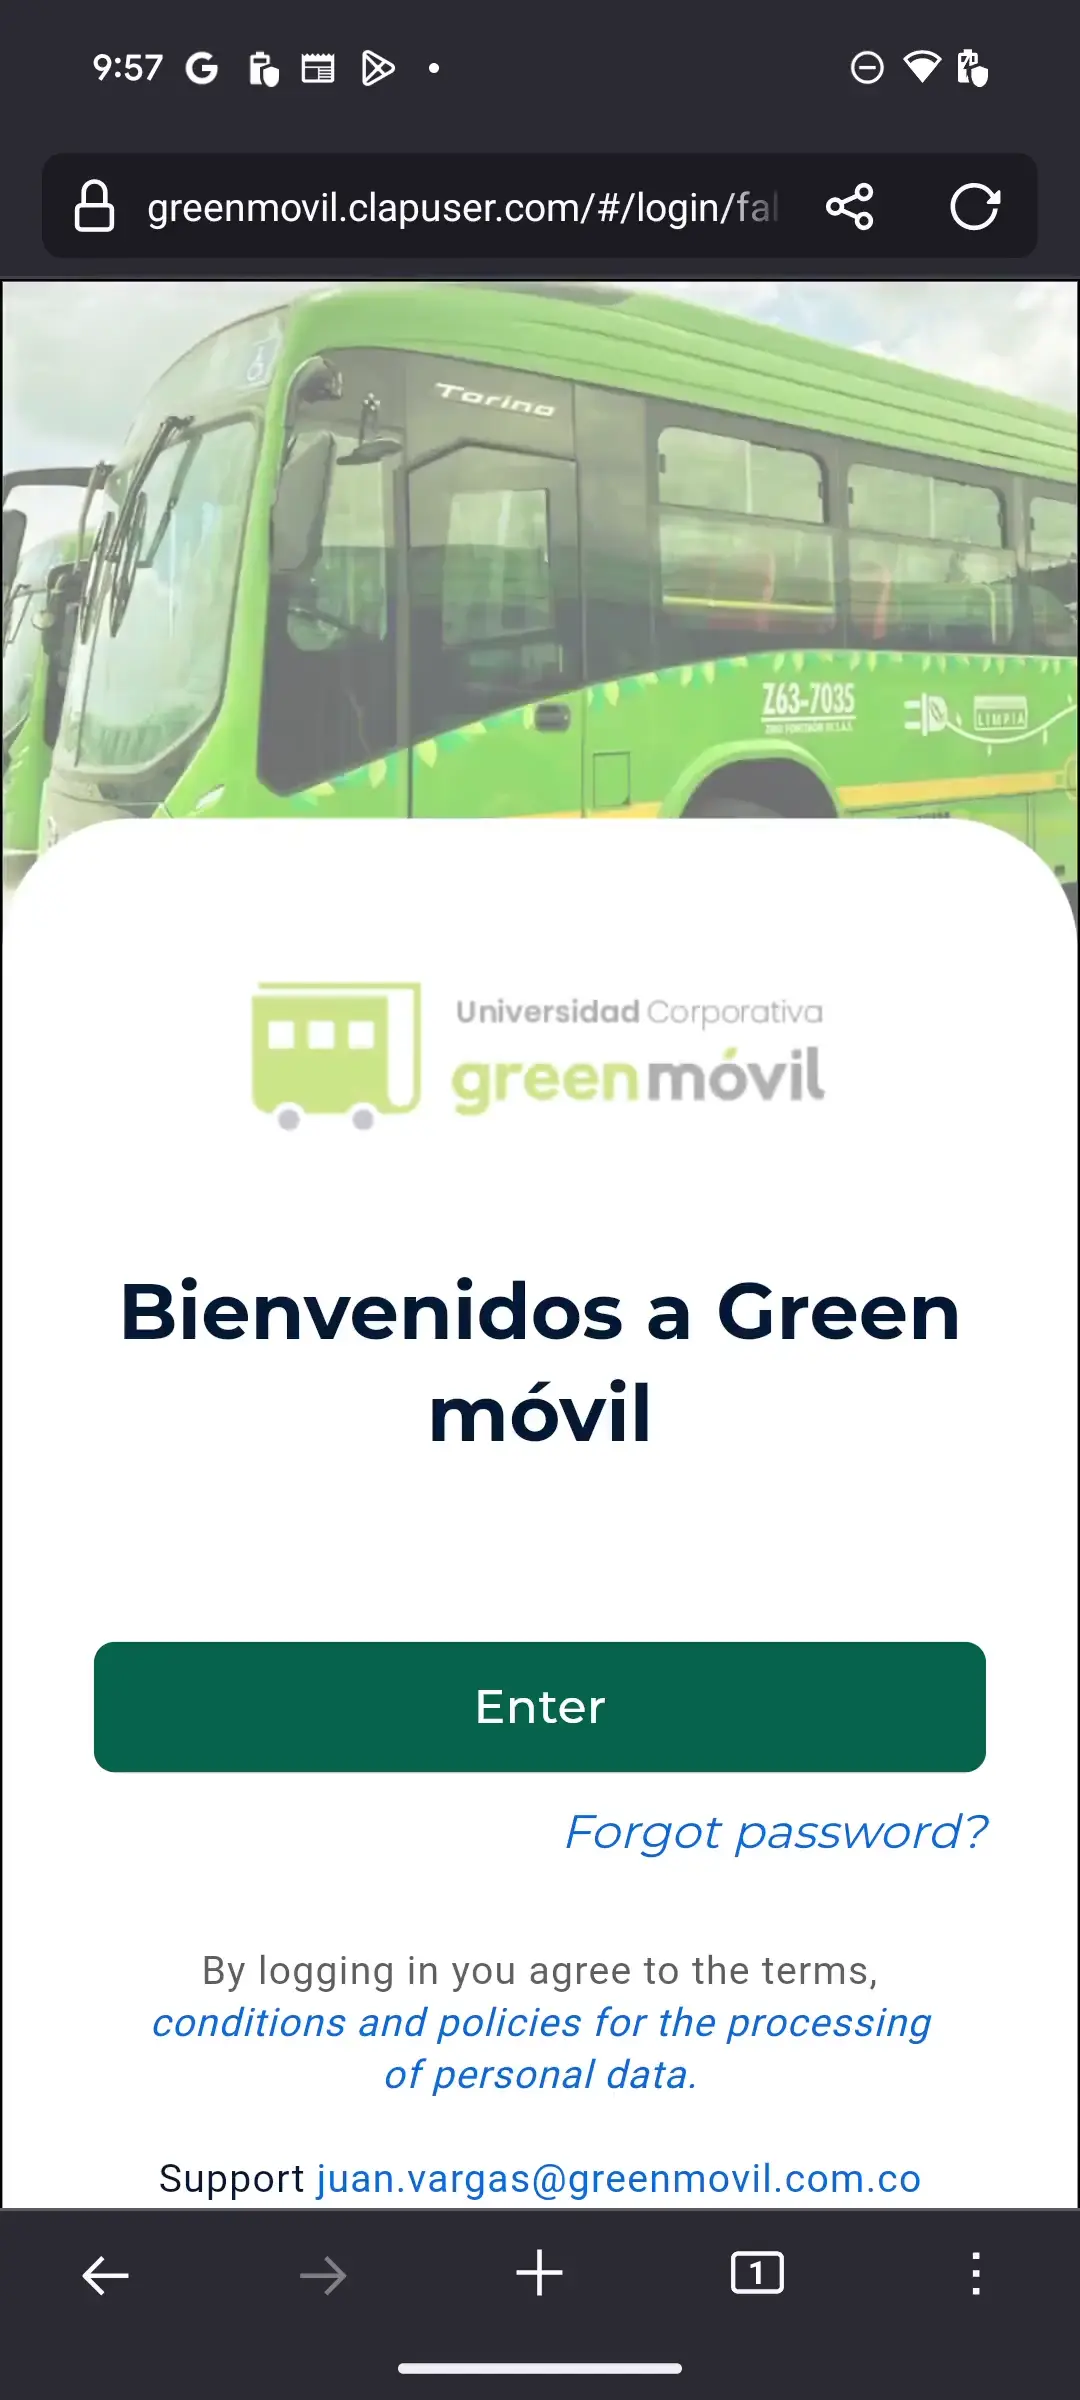 9:57
greenmovil.clapuser.com/#/login/fal
Torino
Z63-7035
LIMPIA
Universidad Corporativa
greenmóvil
Bienvenidos a Green
móvil
Enter
Forgot password?
By logging in you agree to the terms,
conditions and policies for the processing
of personal data.
Support juan.vargas@greenmovil.com.co
1